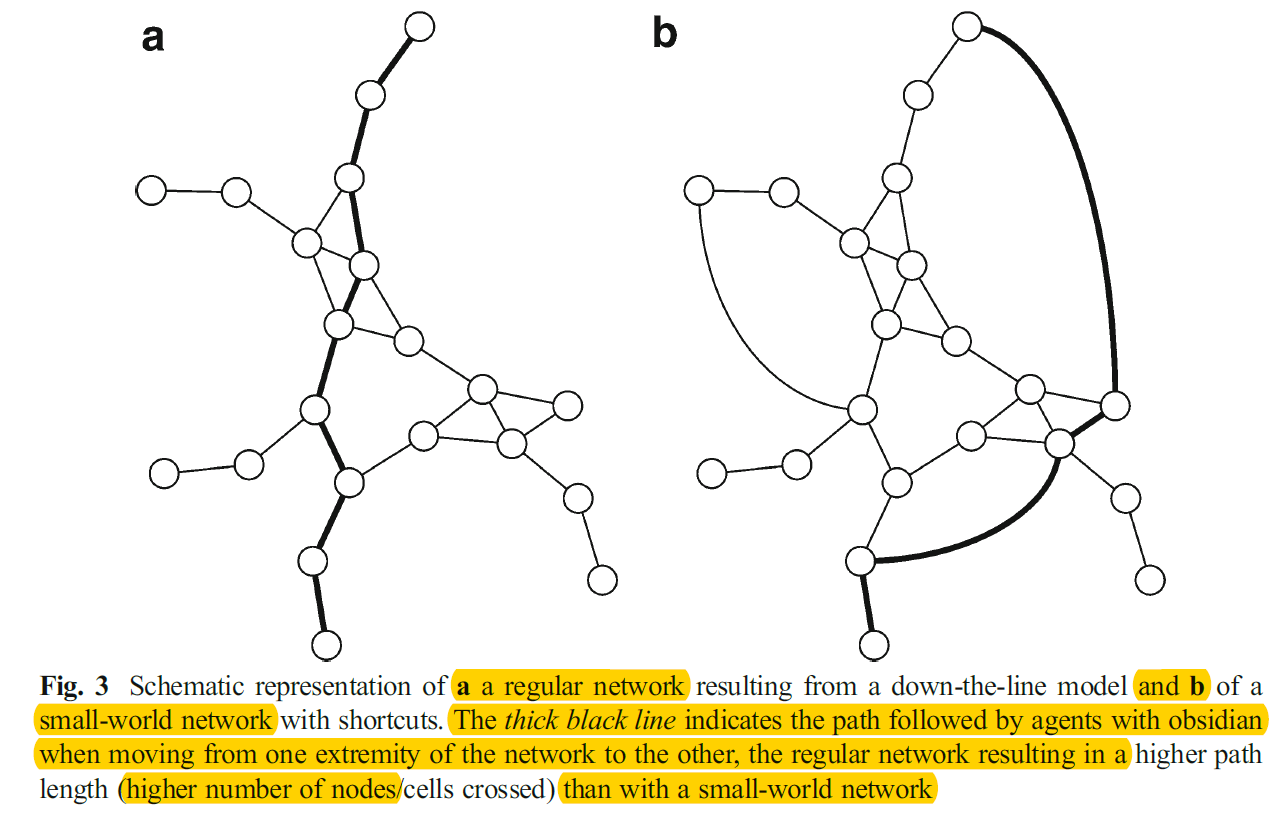 a
b
Fig. 3 Schematic representation of a a regular network resulting from a down-the-line model and b of a
small-world network with shortcuts. The thick black line indicates the path followed by agents with obsidian
when moving from one extremity of the network to the other, the regular network resulting in a higher path
length (higher number of nodes/cells crossed) than with a small-world network